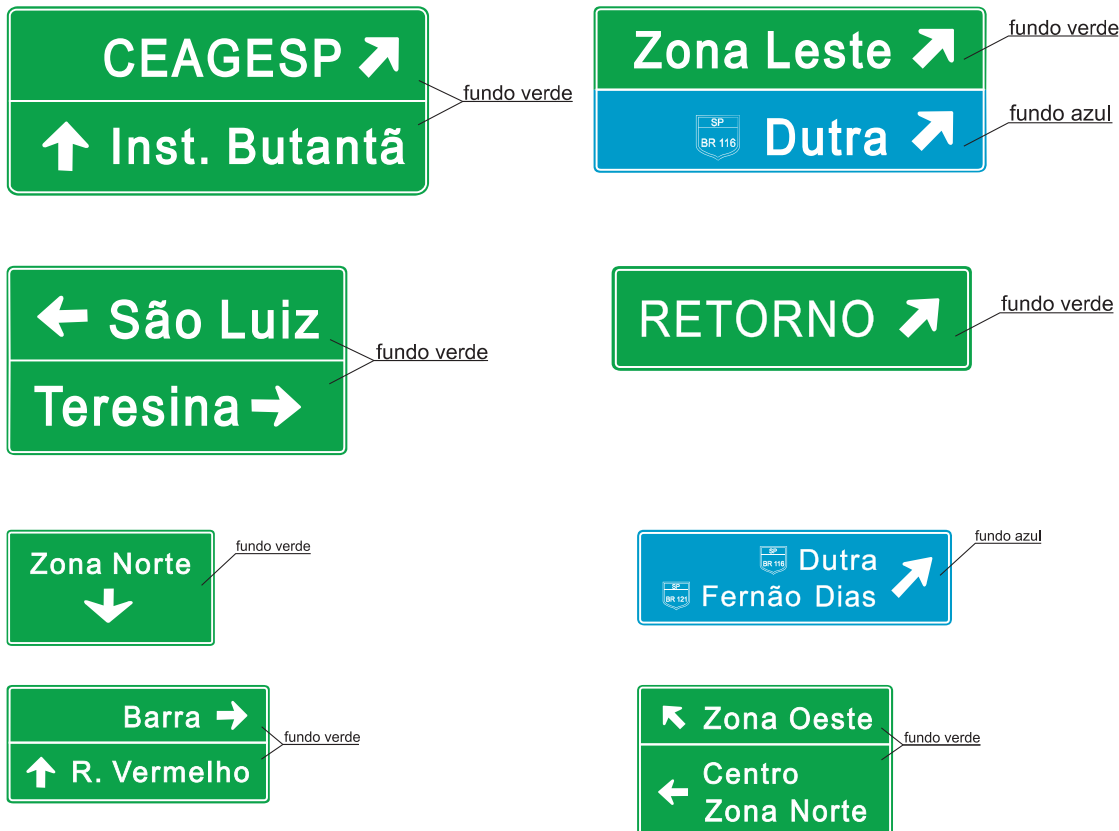 CEAGESP
Inst. Butantã
fundo verde
Zona Leste
SP
BR 116
Dutra
fundo verde
fundo azul
São Luiz
Teresina
fundo verde
RETORNO
fundo verde
Zona Norte
fundo verde
SP
BR 116
Dutra
SP
BR 121
Fernão Dias
fundo azul
Barra
R. Vermelho
fundo verde
Zona Oeste
Centro
Zona Norte
fundo verde